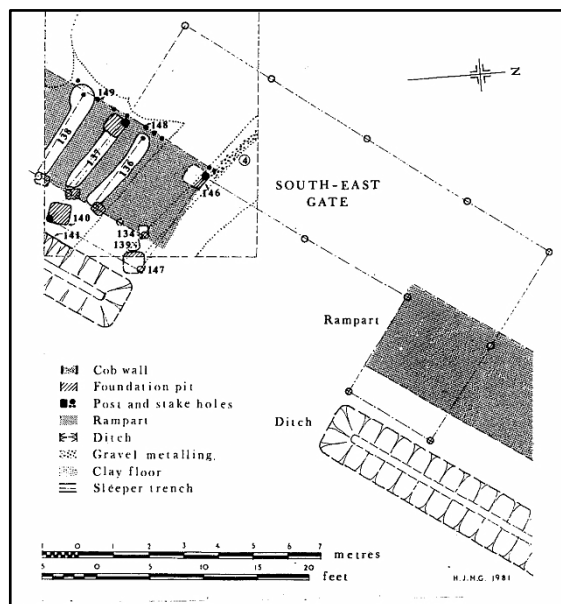 N
149
148
138
137
136
4
146
SOUTH-EAST
GATE
140
134
141
139
147
Rampart
Cob wall
Foundation pit
Post and stake holes
Rampart
Ditch
Ditch
Gravel metalling.
Clay floor
Sleeper trench
1 0 1 2 3 4 5 6 7
metres
5 0 5 10 15 20
feet
H.J.M.G. 1981